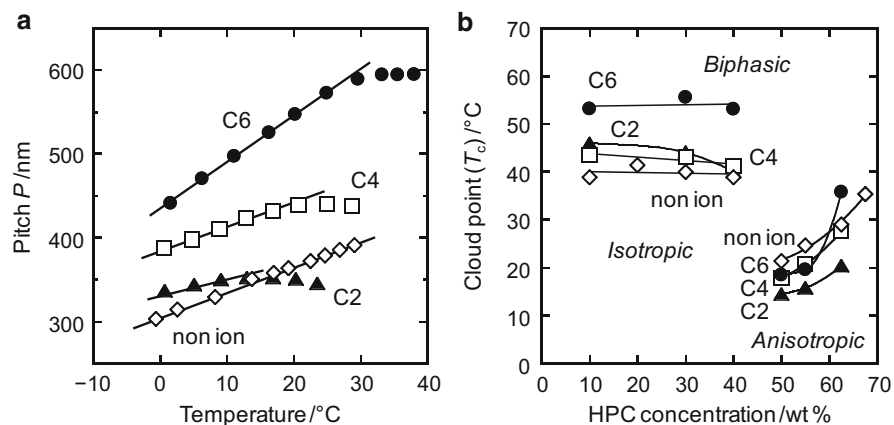 a
Pitch P /nm
600
500
400
300
C6
C4
C2
non ion
−10
0
10
20
30
40
Temperature /°C
b
Cloud point (Tc) /°C
70
60
50
40
30
20
10
0
C6
Biphasic
C2
C4
non ion
Isotropic
non ion
C6
C4
C2
Anisotropic
0
10
20
30
40
50
60
70
HPC concentration /wt %